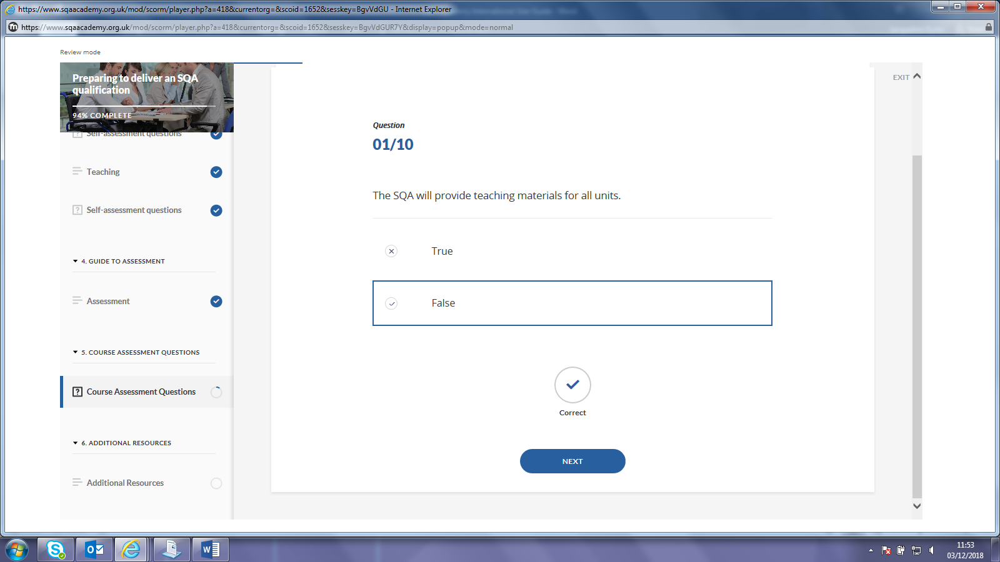 https://www.sqaacademy.org.uk/mod/scorm/player.php?a=418&currentorg=&scoid=1652&sesskey=BgvVdGU - Internet Explorer
https://www.sqaacademy.org.uk/mod/scorm/player.php?a=418&currentorg=&scoid=1652&sesskey=BgvVdGUR7Y&display=popup&mode=normal
Review mode
Preparing to deliver an SQA
qualification
94% COMPLETE
Self-assessment questions
Teaching
Self-assessment questions
4. GUIDE TO ASSESSMENT
Assessment
5. COURSE ASSESSMENT QUESTIONS
Course Assessment Questions
6. ADDITIONAL RESOURCES
Additional Resources
EXIT
Question
01/10
The SQA will provide teaching materials for all units.
True
False
Correct
NEXT
11:53
03/12/2018